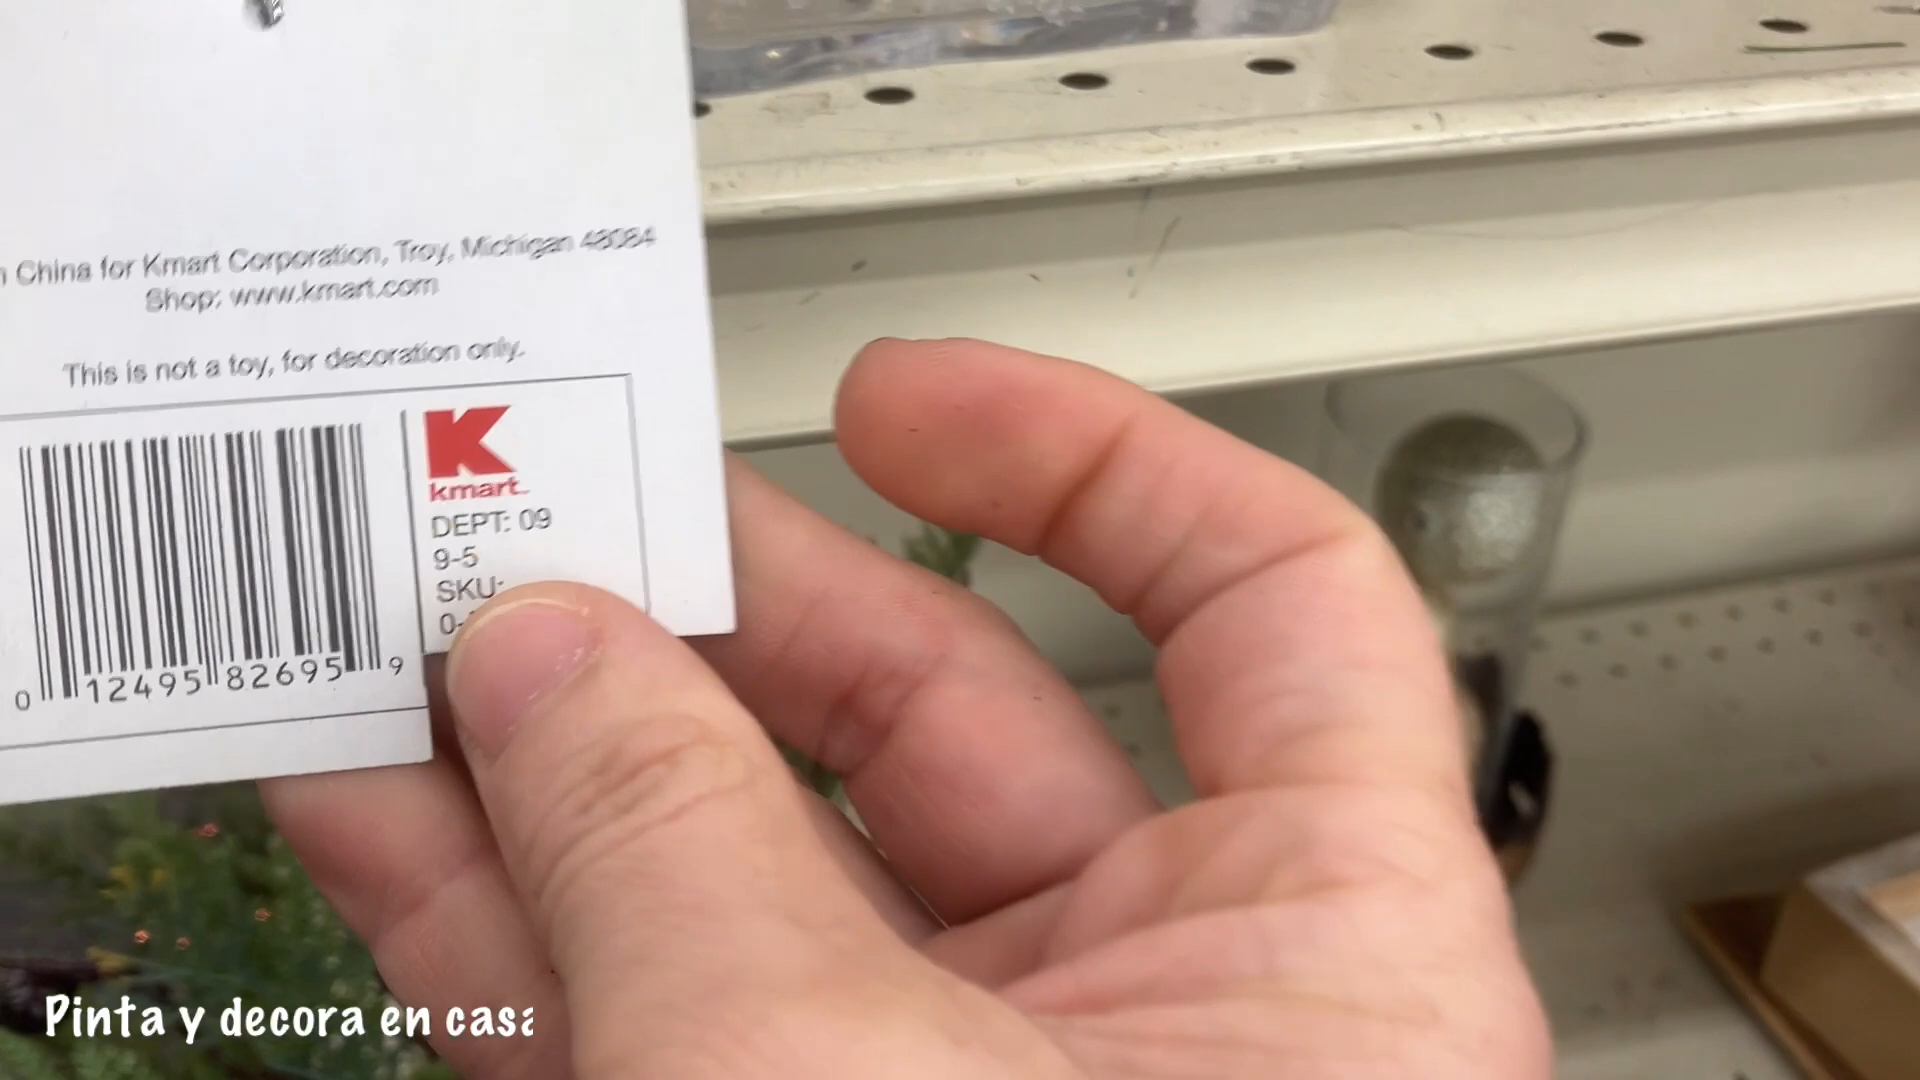 China for Kmart Corporation, Troy, Michigan 48084
Shop: www.kmart.com
This is not a toy, for decoration only.
K
kmart
DEPT: 09
9-5
SKU:
0-
0 12495 82695 9
Pinta y decora en casa